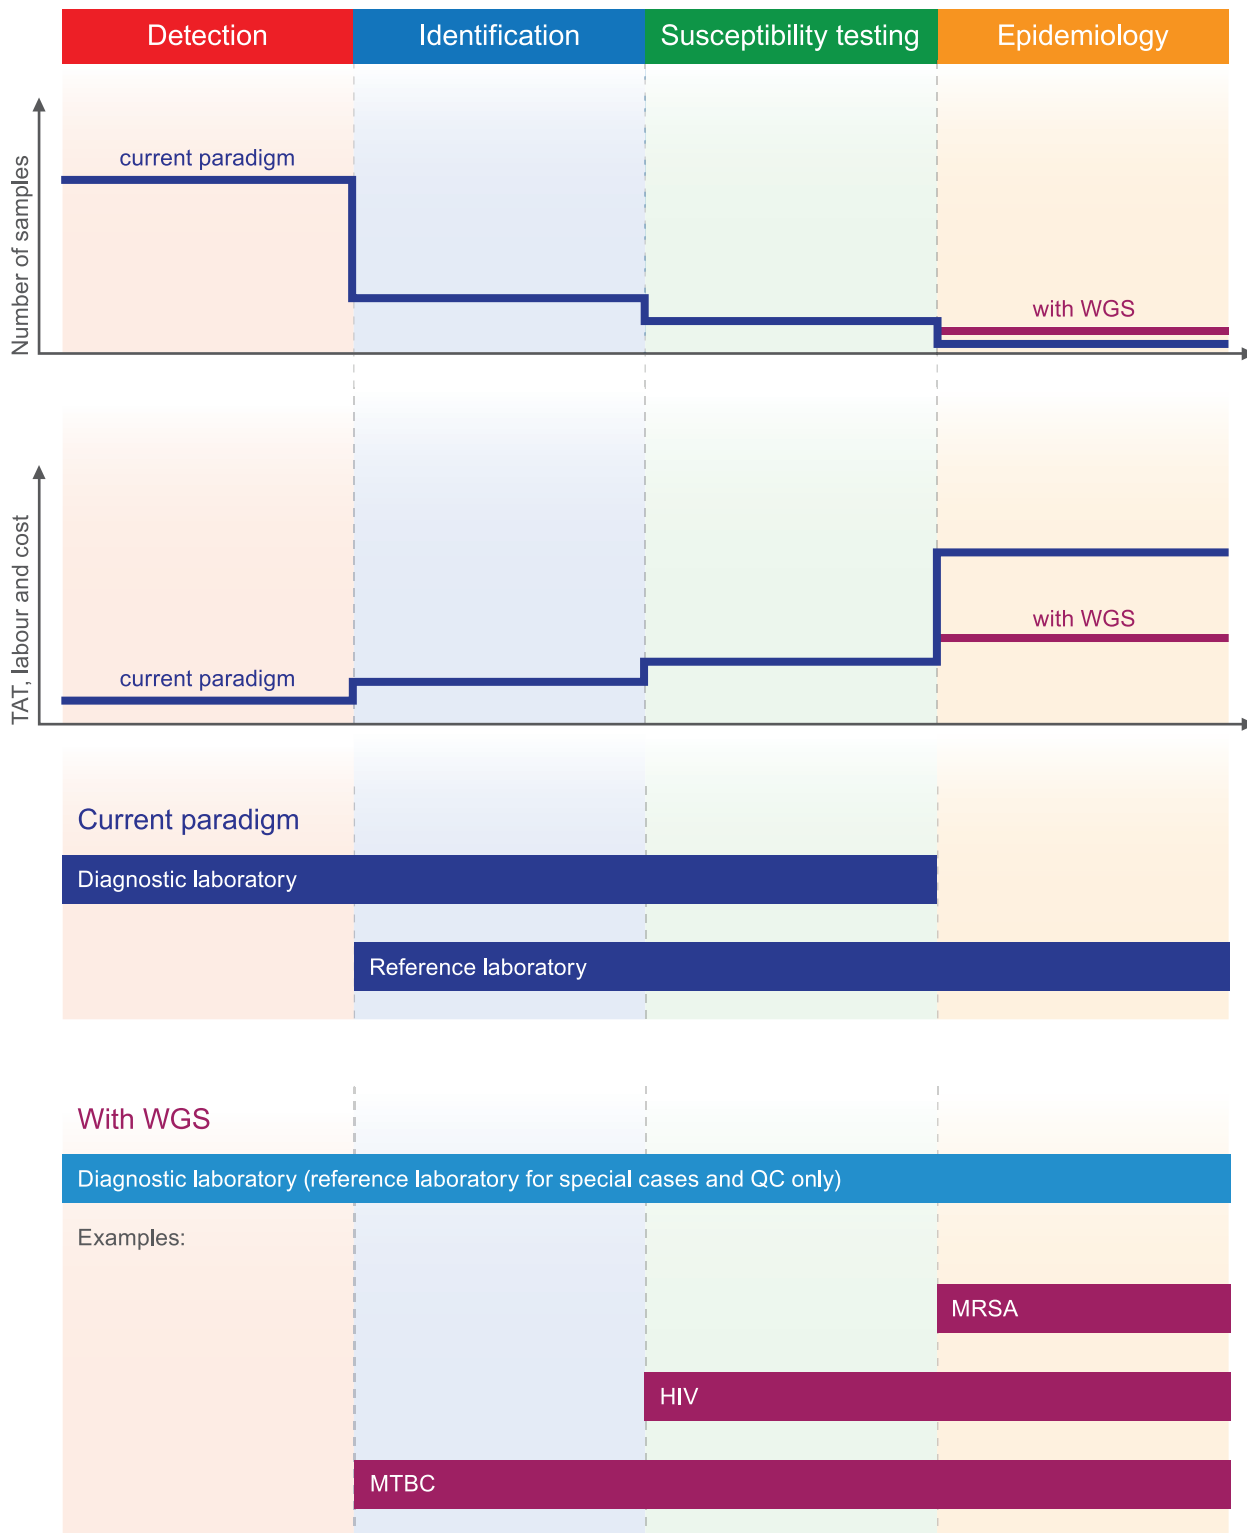 Detection
Identification
Susceptibility testing
Epidemiology
Number of samples
current paradigm
with WGS
TAT, labour and cost
with WGS
current paradigm
Current paradigm
Diagnostic laboratory
Reference laboratory
With WGS
Diagnostic laboratory (reference laboratory for special cases and QC only)
Examples:
MRSA
HIV
MTBC